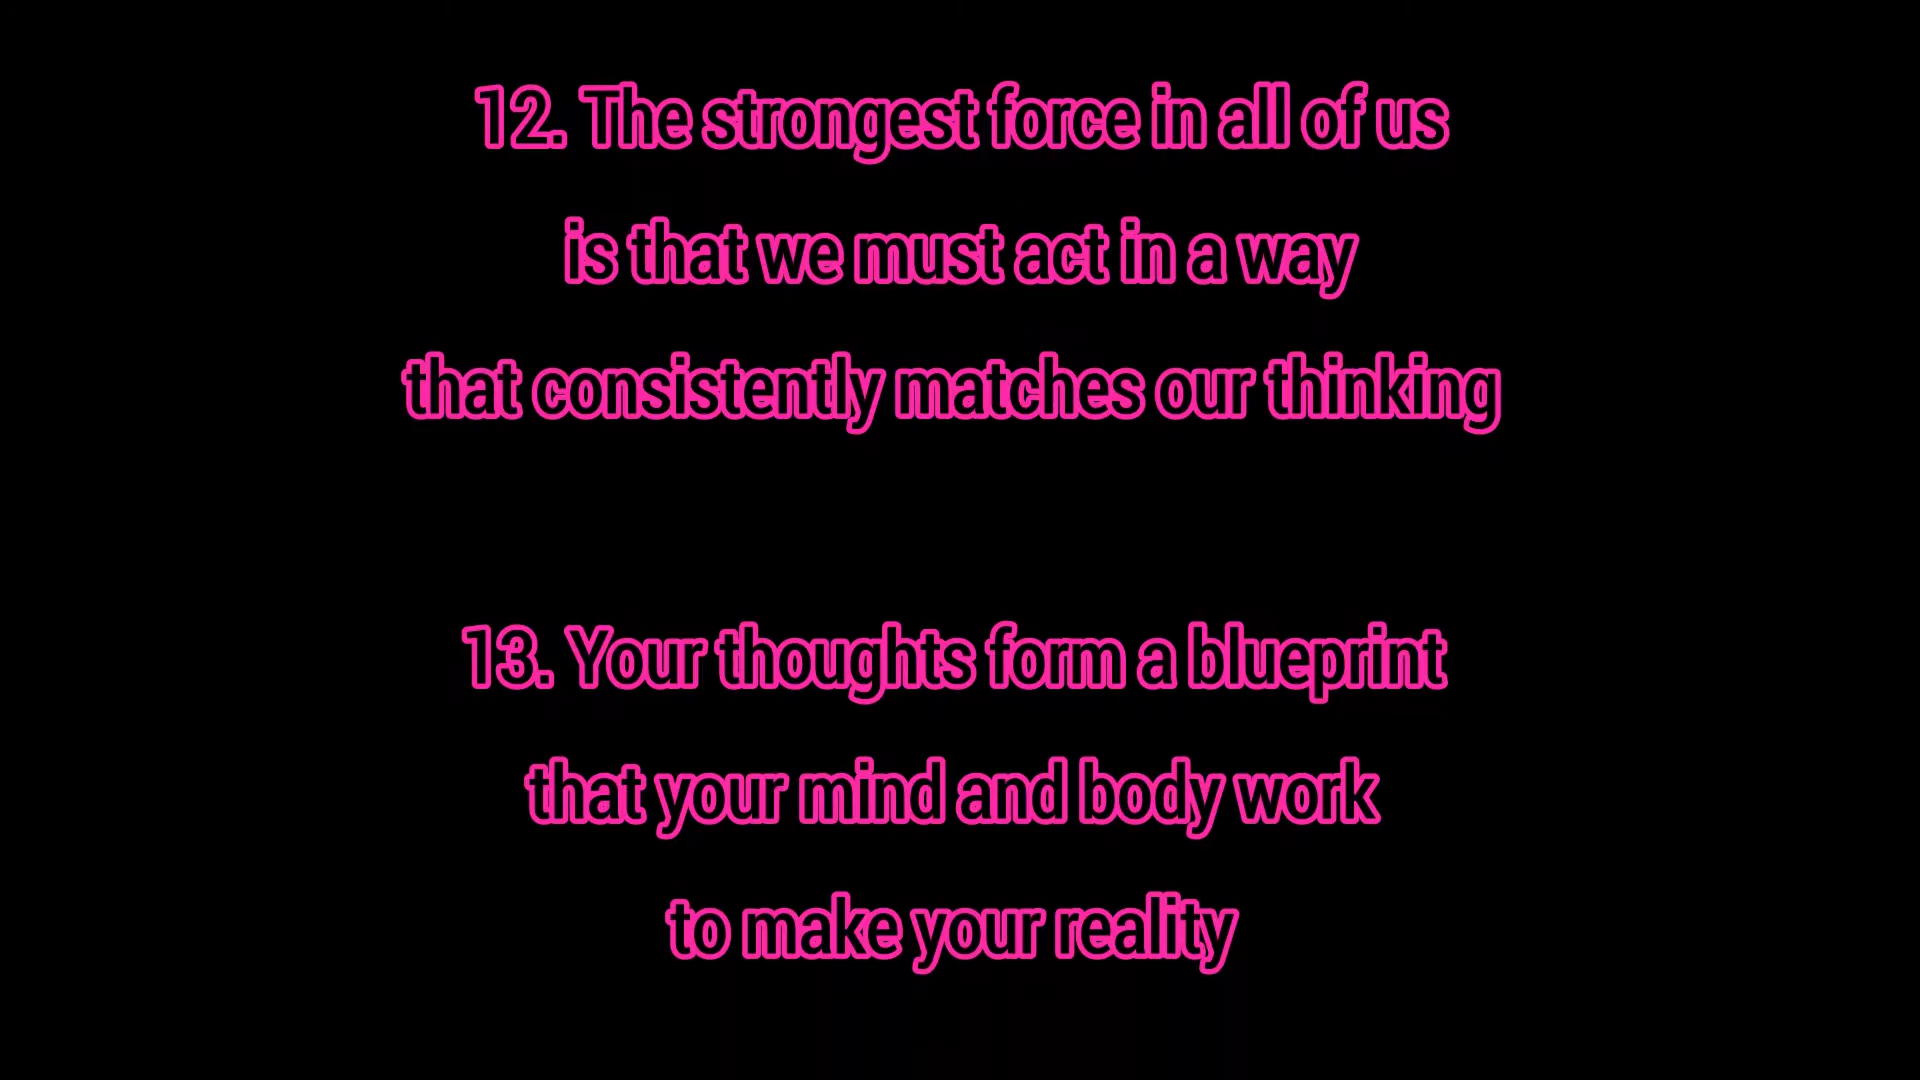 12. The strongest force in all of us
is that we must act in a way
that consistently matches our thinking
13. Your thoughts form a blueprint
that your mind and body work
to make your reality